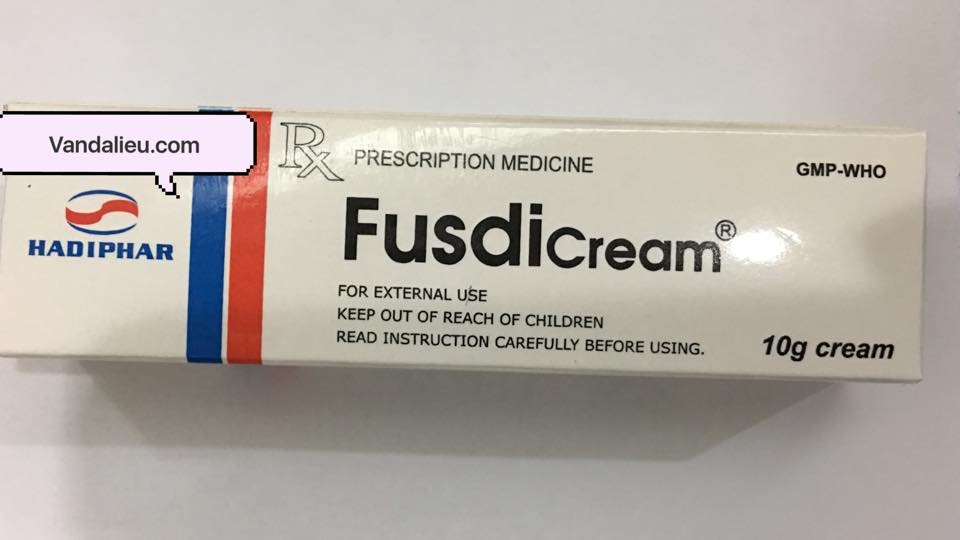 Vandalieu.com
Rx PRESCRIPTION MEDICINE
GMP-WHO
HADIPHAR
Fusdicream®
FOR EXTERNAL USE
KEEP OUT OF REACH OF CHILDREN
READ INSTRUCTION CAREFULLY BEFORE USING.
10g cream